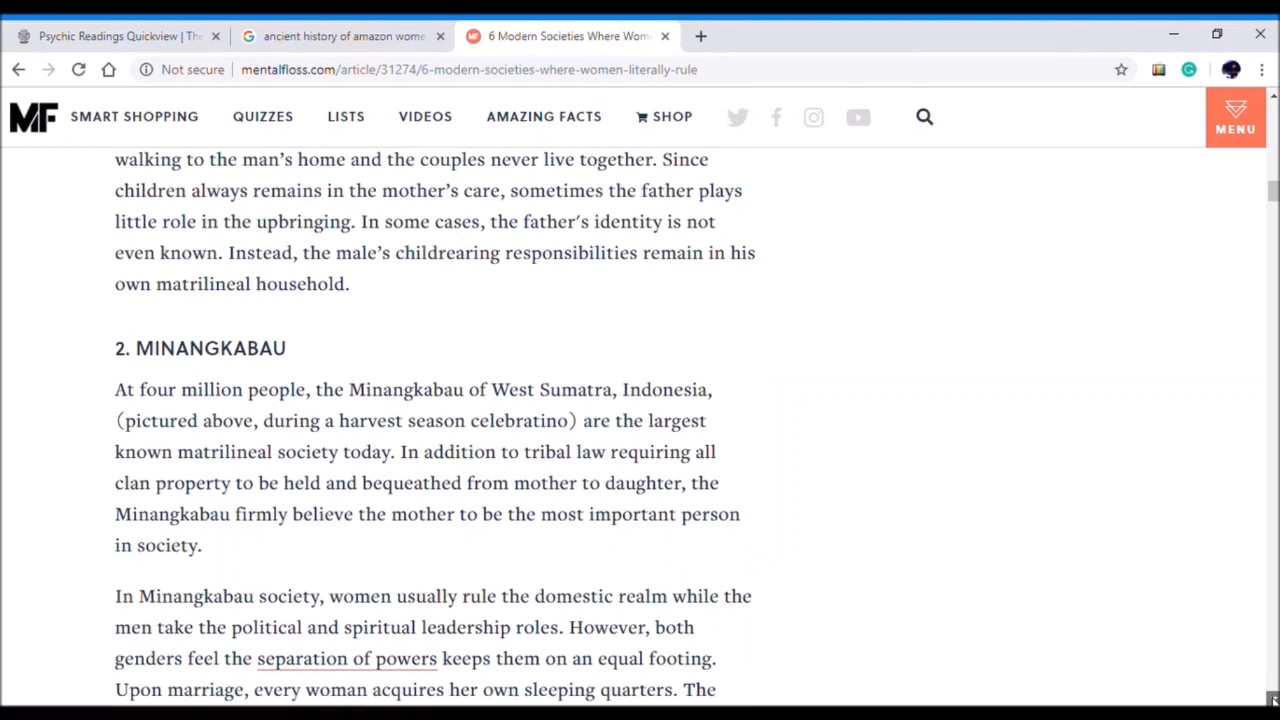 Psychic Readings Quickview | The
ancient history of amazon wome
6 Modern Societies Where Wom
Not secure
mentalfloss.com/article/31274/6-modern-societies-where-women-literally-rule
MF
SMART SHOPPING
QUIZZES
LISTS
VIDEOS
AMAZING FACTS
SHOP
MENU
walking to the man’s home and the couples never live together. Since
children always remains in the mother’s care, sometimes the father plays
little role in the upbringing. In some cases, the father's identity is not
even known. Instead, the male’s childrearing responsibilities remain in his
own matrilineal household.
2. MINANGKABAU
At four million people, the Minangkabau of West Sumatra, Indonesia,
(pictured above, during a harvest season celebratino) are the largest
known matrilineal society today. In addition to tribal law requiring all
clan property to be held and bequeathed from mother to daughter, the
Minangkabau firmly believe the mother to be the most important person
in society.
In Minangkabau society, women usually rule the domestic realm while the
men take the political and spiritual leadership roles. However, both
genders feel the separation of powers keeps them on an equal footing.
Upon marriage, every woman acquires her own sleeping quarters. The